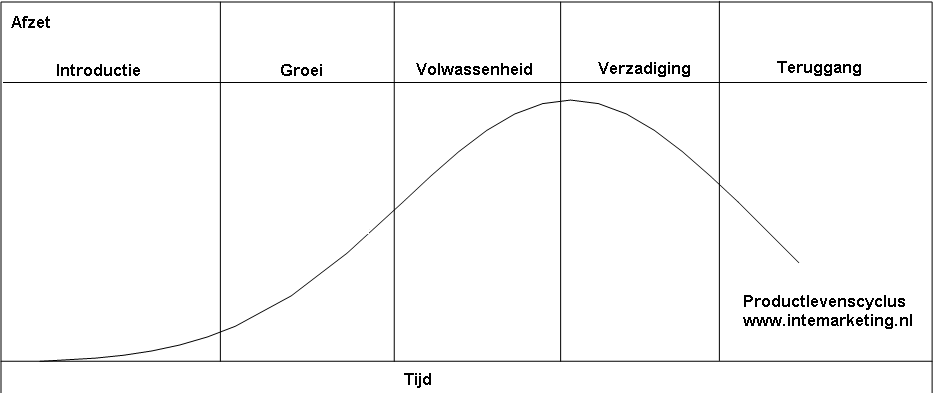 Afzet
Introductie
Groei
Volwassenheid
Verzadiging
Teruggang
Productlevenscyclus
www.intemarketing.nl
Tijd